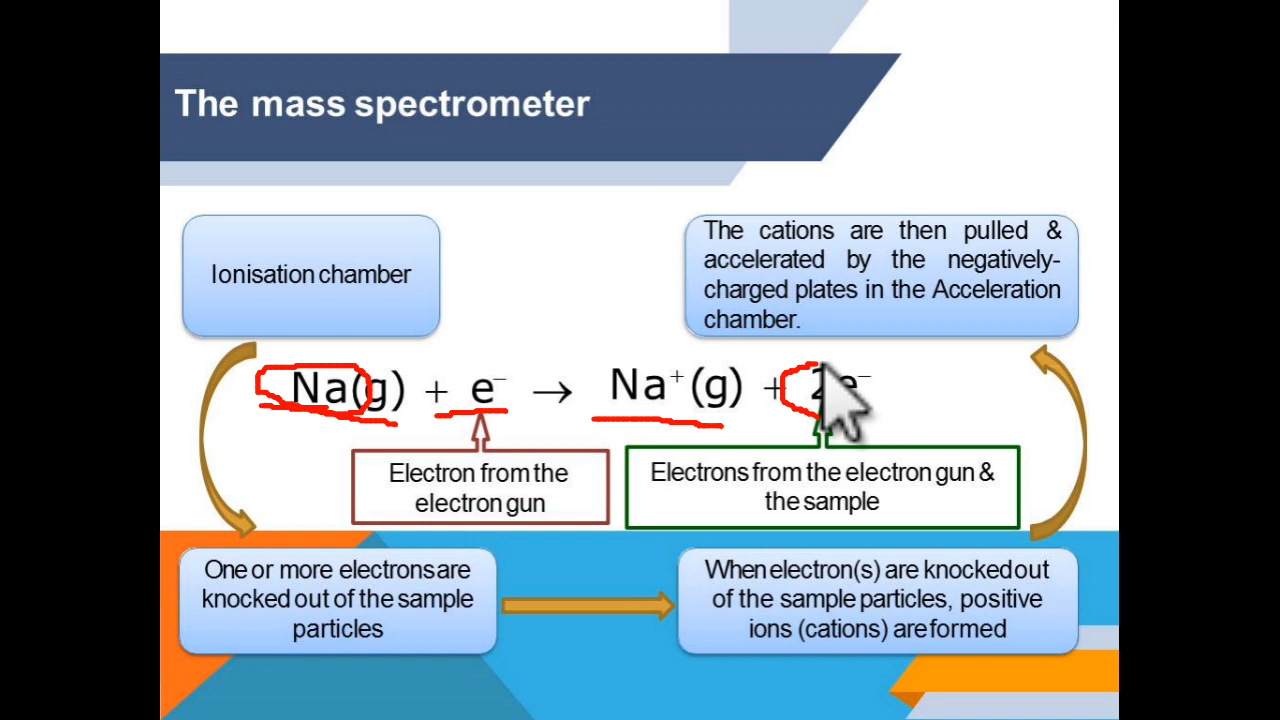 The mass spectrometer
Ionisation chamber
The cations are then pulled &
accelerated by the negatively-
charged plates in the Acceleration
chamber.
Na(g) + e⁻ → Na⁺(g) + 2e⁻
Electron from the
electron gun
Electrons from the electron gun &
the sample
One or more electrons are
knocked out of the sample
particles
When electron(s) are knocked out
of the sample particles, positive
ions (cations) are formed